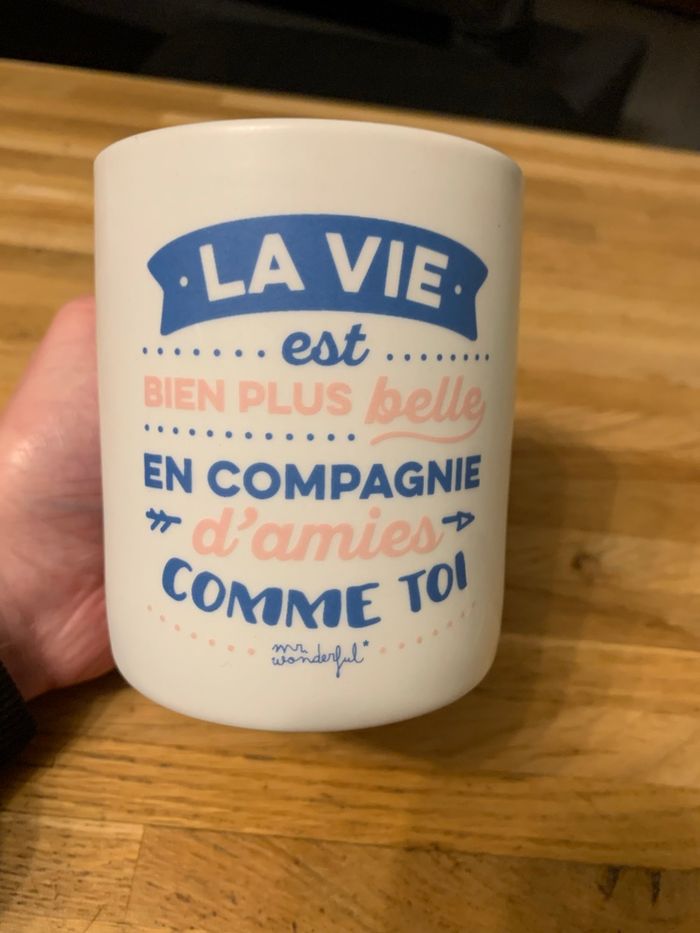 LA VIE
est
BIEN PLUS belle
EN COMPAGNIE
d'amies
COMME TOI
mr.
wonderful*